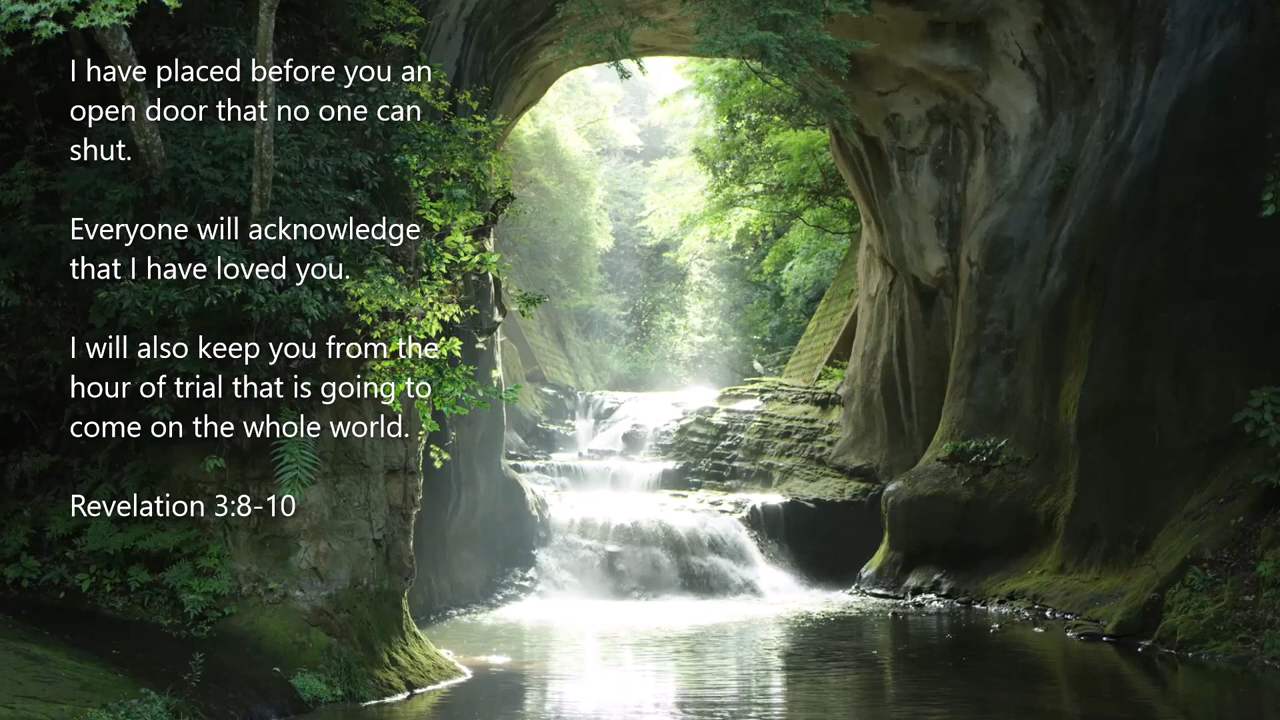 I have placed before you an
open door that no one can
shut.
Everyone will acknowledge
that I have loved you.
I will also keep you from the
hour of trial that is going to
come on the whole world.
Revelation 3:8-10